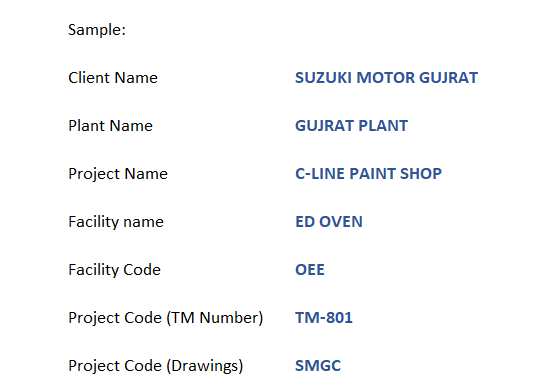 Sample:
Client Name SUZUKI MOTOR GUJRAT
Plant Name GUJRAT PLANT
Project Name C-LINE PAINT SHOP
Facility name ED OVEN
Facility Code OEE
Project Code (TM Number) TM-801
Project Code (Drawings) SMGC